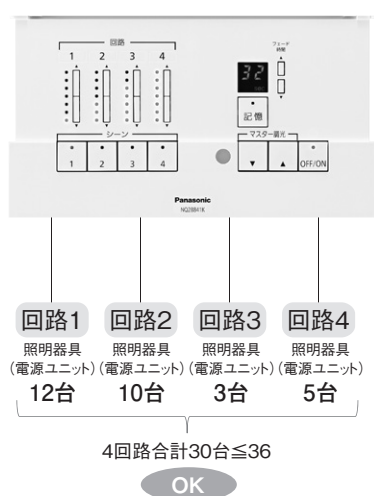 回路
1 2 3 4
フェード
時間
32
記憶
シーン
1 2 3 4
マスター調光
▼ ▲ OFF/ON
Panasonic
NQ28841K
回路1 回路2 回路3 回路4
照明器具 照明器具 照明器具 照明器具
(電源ユニット) (電源ユニット) (電源ユニット) (電源ユニット)
12台 10台 3台 5台
4回路合計30台≦36
OK